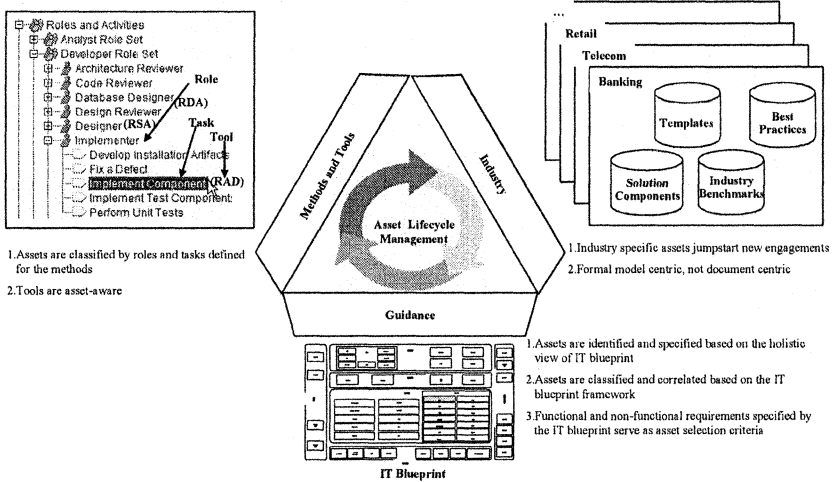 Roles and Activities
Analyst Role Set
Developer Role Set
Architecture Reviewer
Code Reviewer
Role
Database Designer
(RDA)
Design Reviewer
Designer (RSA)
Task
Implementer
Tool
Develop Installation Artifacts
Fix a Defect
Implement Component (RAD)
Implement Test Component:
Perform Unit Tests
1.Assets are classified by roles and tasks defined
for the methods
2.Tools are asset-aware
Methods and Tools
Industry
Asset Lifecycle
Management
Guidance
...
Retail
Telecom
Banking
Templates
Best
Practices
Solution
Components
Industry
Benchmarks
1.Industry specific assets jumpstart new engagements
2.Formal model centric, not document centric
1.Assets are identified and specified based on the holistic
view of IT blueprint
2.Assets are classified and correlated based on the IT
blueprint framework
3.Functional and non-functional requirements specified by
the IT blueprint serve as asset selection criteria
IT Blueprint